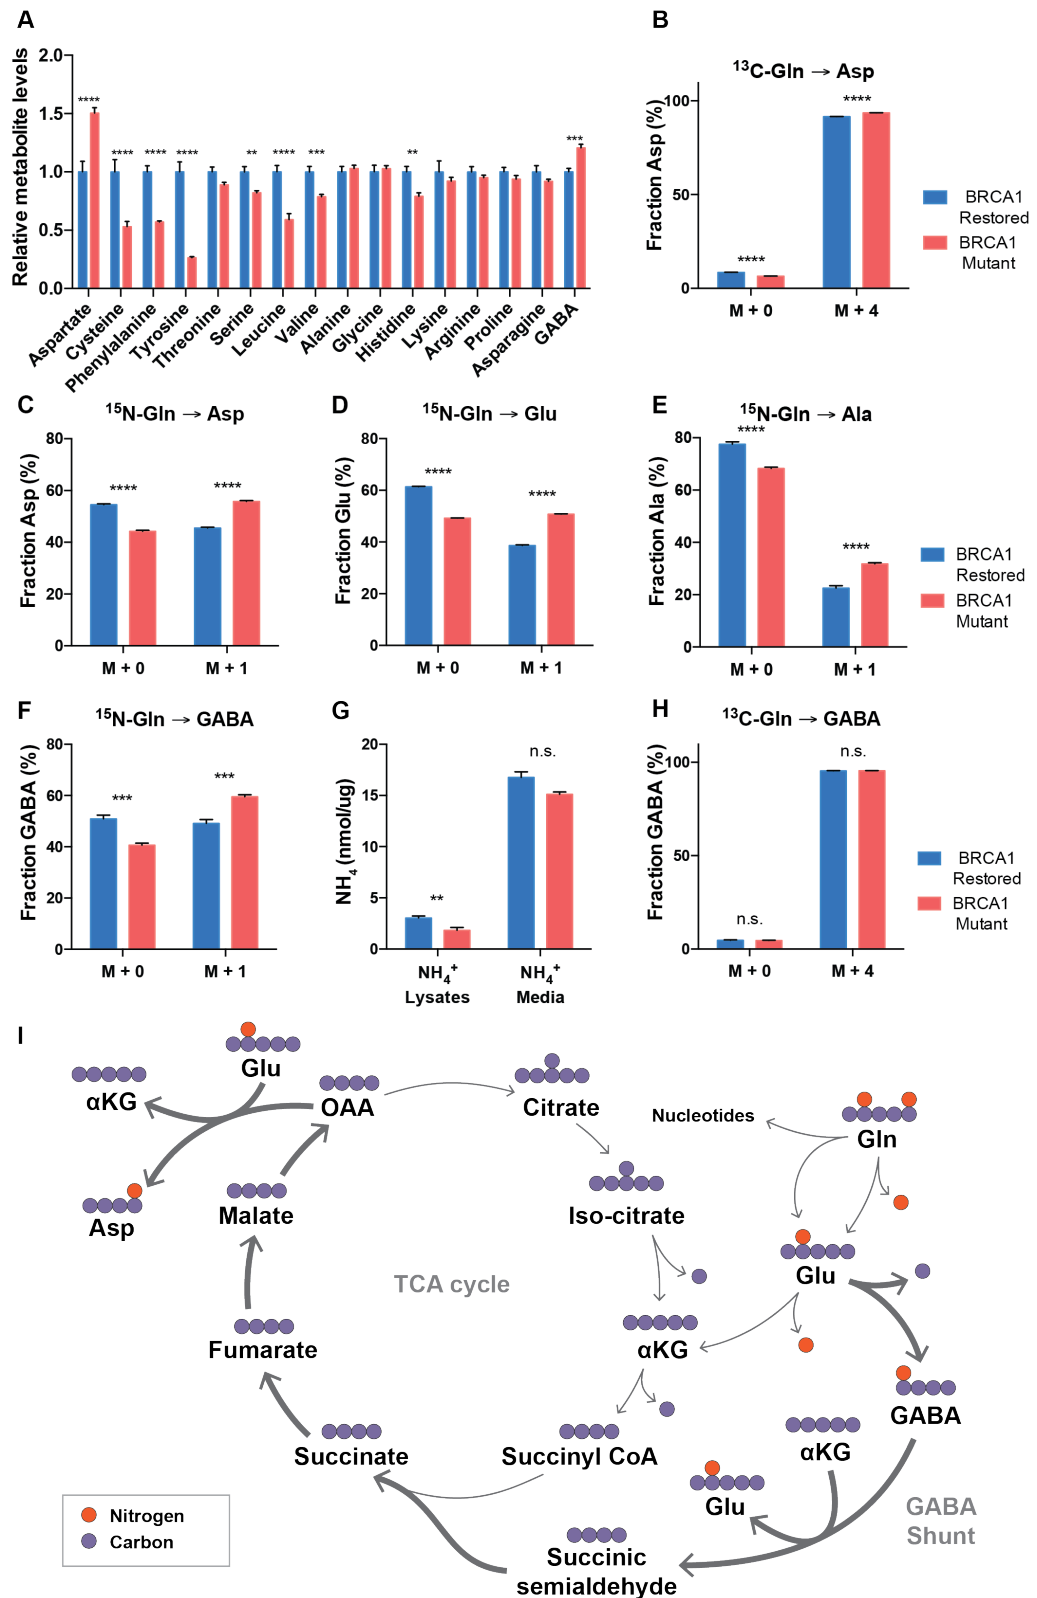 A
Relative metabolite levels
2.0
1.5
1.0
0.5
0.0
****
****
****
****
**
****
***
**
***
Aspartate
Cysteine
Phenylalanine
Tyrosine
Threonine
Serine
Leucine
Valine
Alanine
Glycine
Histidine
Lysine
Arginine
Proline
Asparagine
GABA
B
13C-Gln → Asp
Fraction Asp (%)
100
50
0
****
****
M + 0
M + 4
BRCA1
Restored
BRCA1
Mutant
C
15N-Gln → Asp
Fraction Asp (%)
80
60
40
20
0
****
****
M + 0
M + 1
D
15N-Gln → Glu
Fraction Glu (%)
80
60
40
20
0
****
****
M + 0
M + 1
E
15N-Gln → Ala
Fraction Ala (%)
80
60
40
20
0
****
****
M + 0
M + 1
BRCA1
Restored
BRCA1
Mutant
F
15N-Gln → GABA
Fraction GABA (%)
80
60
40
20
0
***
***
M + 0
M + 1
G
NH4 (nmol/ug)
20
15
10
5
0
**
n.s.
NH4+
Lysates
NH4+
Media
H
13C-Gln → GABA
Fraction GABA (%)
100
50
0
n.s.
n.s.
M + 0
M + 4
BRCA1
Restored
BRCA1
Mutant
I
Glu
αKG
OAA
Citrate
Nucleotides
Gln
Asp
Malate
Iso-citrate
Glu
TCA cycle
Fumarate
αKG
GABA
Succinate
Succinyl CoA
αKG
Glu
GABA
Shunt
Succinic
semialdehyde
Nitrogen
Carbon